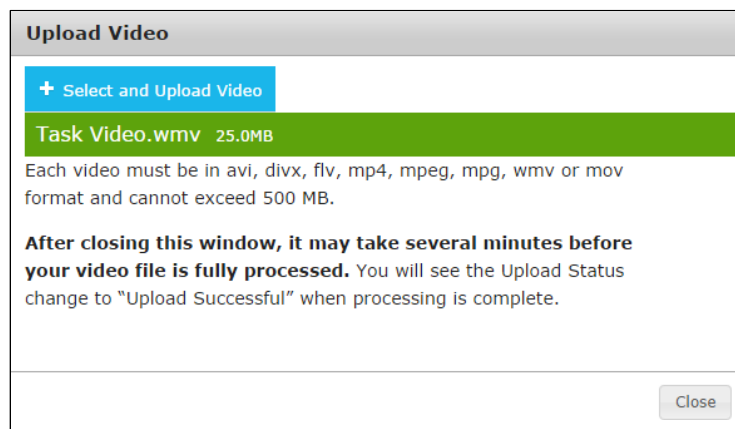 Upload Video
+ Select and Upload Video
Task Video.wmv 25.0MB
Each video must be in avi, divx, flv, mp4, mpeg, mpg, wmv or mov
format and cannot exceed 500 MB.
After closing this window, it may take several minutes before
your video file is fully processed. You will see the Upload Status
change to “Upload Successful” when processing is complete.
Close